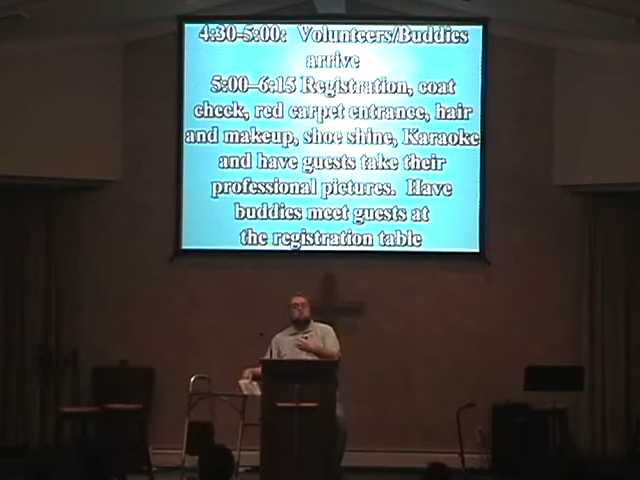 4:30-5:00:  Volunteers/Buddies
arrive
5:00–6:15 Registration, coat
check, red carpet entrance, hair
and makeup, shoe shine, Karaoke
and have guests take their
professional pictures.  Have
buddies meet guests at
the registration table